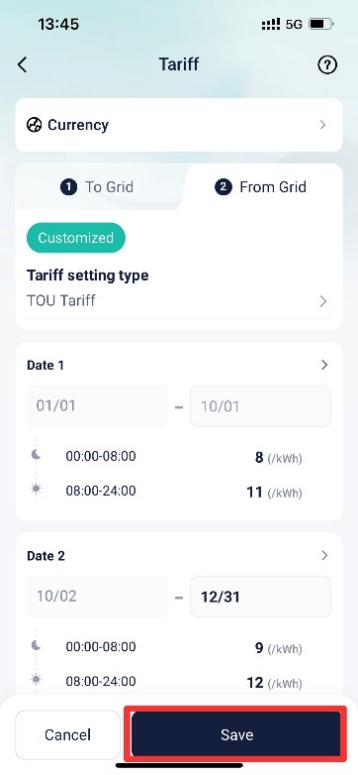 13:45 5G
Tariff
Currency
1 To Grid 2 From Grid
Customized
Tariff setting type
TOU Tariff
Date 1
01/01 – 10/01
00:00-08:00 8 (/kWh)
08:00-24:00 11 (/kWh)
Date 2
10/02 – 12/31
00:00-08:00 9 (/kWh)
08:00-24:00 12 (/kWh)
Cancel Save